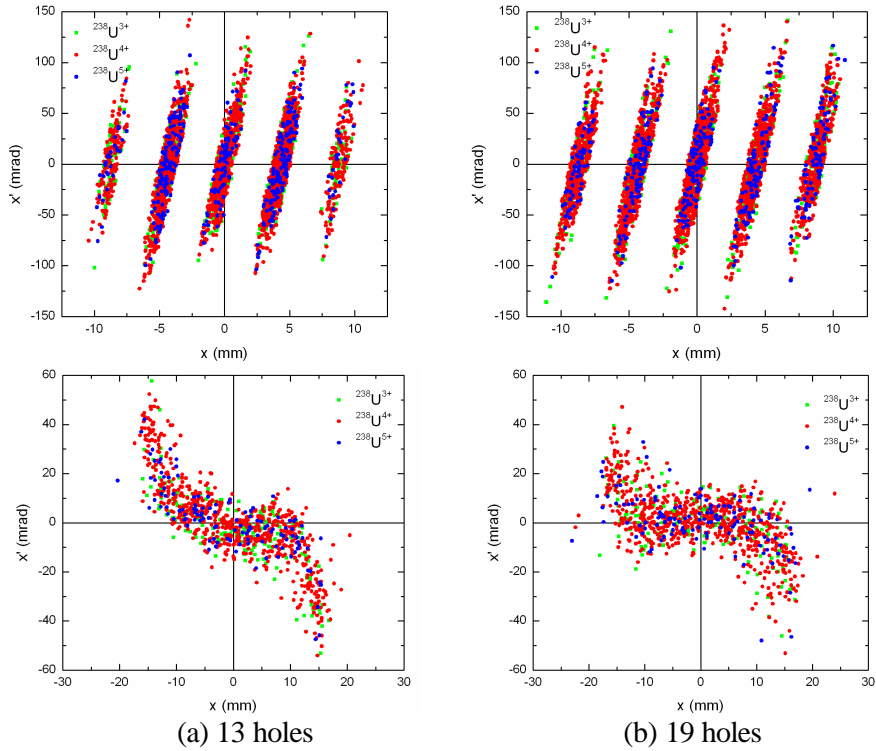 ²³⁸U³⁺
²³⁸U⁴⁺
²³⁸U⁵⁺
150
100
50
0
-50
-100
-150
x' (mrad)
-10
-5
0
5
10
x (mm)
²³⁸U³⁺
²³⁸U⁴⁺
²³⁸U⁵⁺
150
100
50
0
-50
-100
-150
x' (mrad)
-10
-5
0
5
10
x (mm)
²³⁸U³⁺
²³⁸U⁴⁺
²³⁸U⁵⁺
60
40
20
0
-20
-40
-60
x' (mrad)
-30
-20
-10
0
10
20
30
x (mm)
²³⁸U³⁺
²³⁸U⁴⁺
²³⁸U⁵⁺
60
40
20
0
-20
-40
-60
x' (mrad)
-30
-20
-10
0
10
20
30
x (mm)
(a) 13 holes
(b) 19 holes